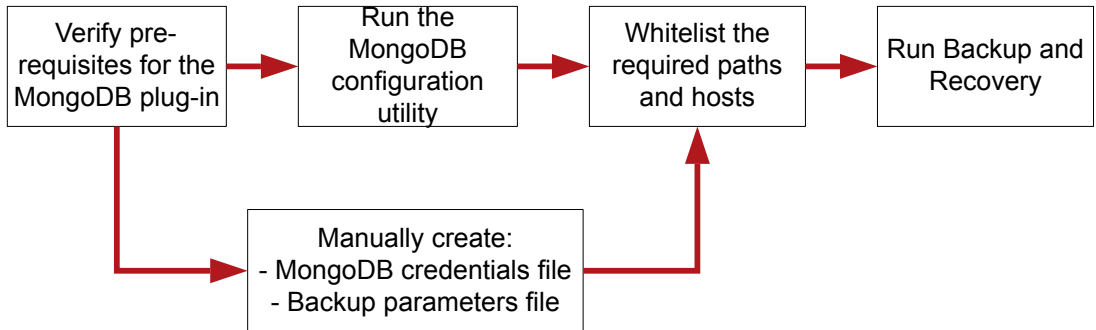 Verify pre-
requisites for the
MongoDB plug-in
Run the
MongoDB
configuration
utility
Whitelist the
required paths
and hosts
Run Backup and
Recovery
Manually create:
- MongoDB credentials file
- Backup parameters file